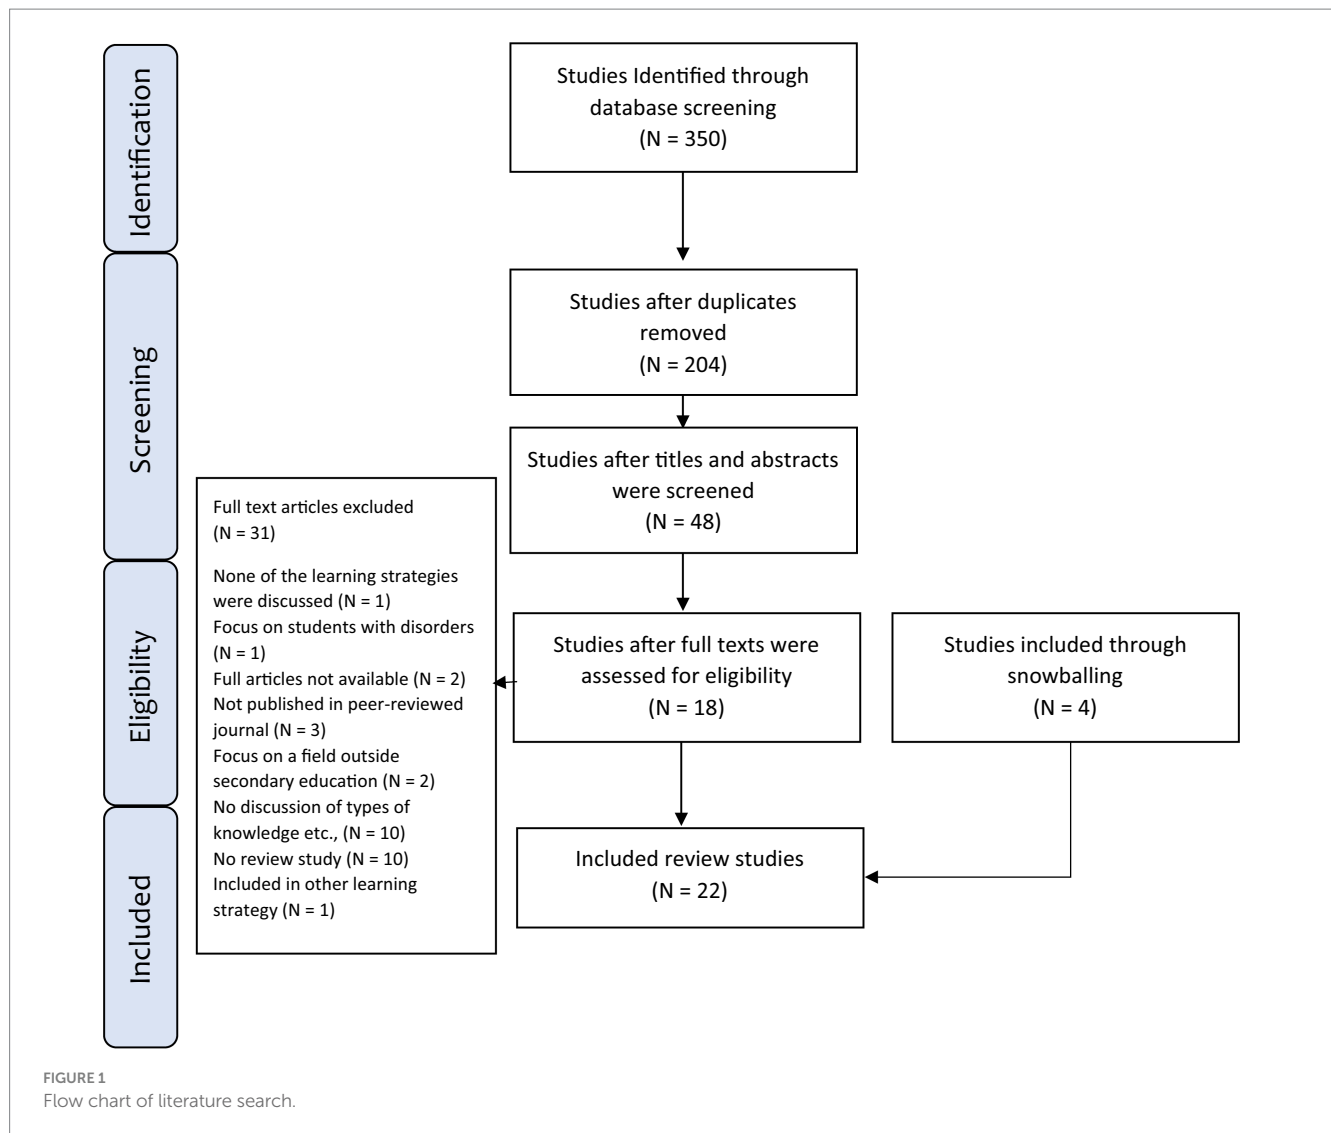 Identification
Studies Identified through
database screening
(N = 350)
Screening
Studies after duplicates
removed
(N = 204)
Studies after titles and abstracts
were screened
(N = 48)
Full text articles excluded
(N = 31)
None of the learning strategies
were discussed (N = 1)
Focus on students with disorders
(N = 1)
Full articles not available (N = 2)
Not published in peer-reviewed
journal (N = 3)
Focus on a field outside
secondary education (N = 2)
No discussion of types of
knowledge etc., (N = 10)
No review study (N = 10)
Included in other learning
strategy (N = 1)
Eligibility
Studies after full texts were
assessed for eligibility
(N = 18)
Studies included through
snowballing
(N = 4)
Included
Included review studies
(N = 22)
FIGURE 1
Flow chart of literature search.